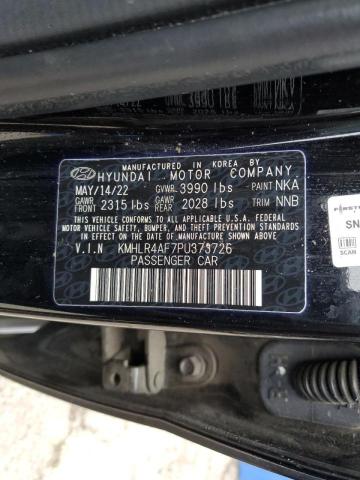 MANUFACTURED IN KOREA BY
HYUNDAI MOTOR COMPANY
MAY/14/22 GVWR 3990 lbs PAINT NKA
GAWR FRONT 2315 lbs GAWR REAR 2028 lbs TRIM NNB
THIS VEHICLE CONFORMS TO ALL APPLICABLE U.S.A. FEDERAL
MOTOR VEHICLE SAFETY, BUMPER, AND THEFT PREVENTION
STANDARDS IN EFFECT ON THE DATE OF MANUFACTURE SHOWN ABOVE.
V.I.N KMHLR4AF7PU373726
PASSENGER CAR
SN
SCAN